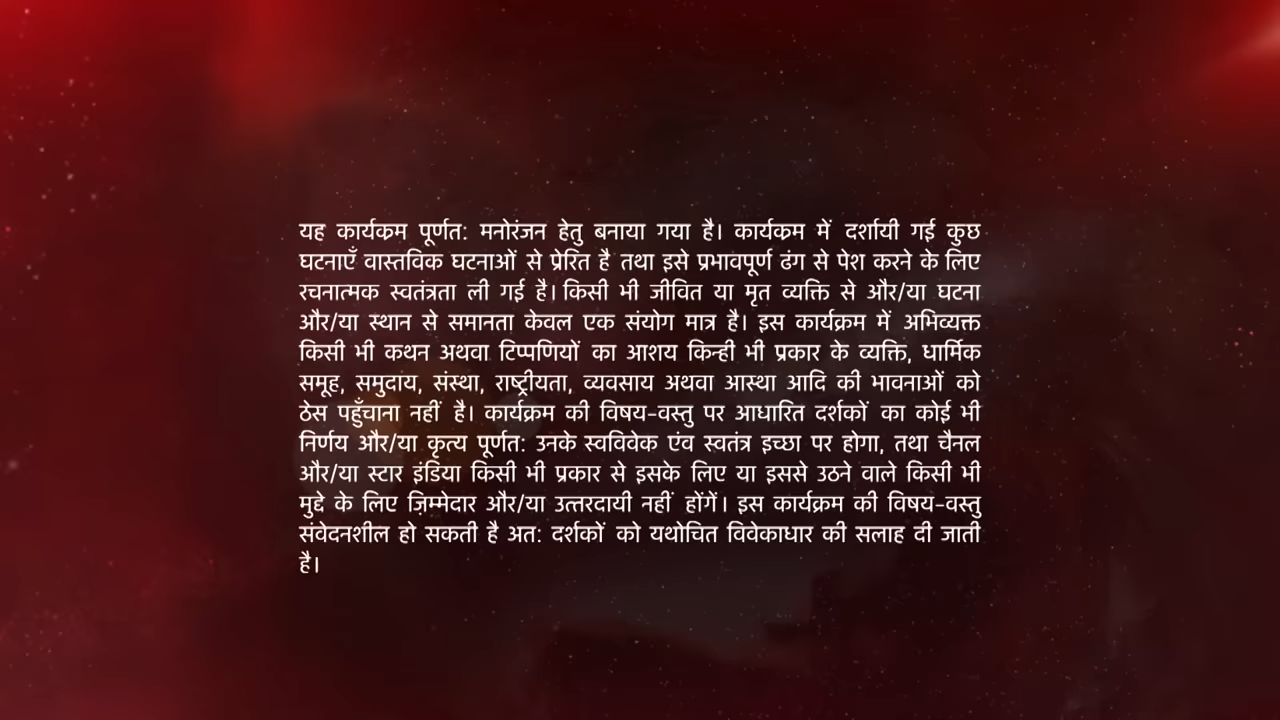 यह कार्यक्रम पूर्णत: मनोरंजन हेतु बनाया गया है। कार्यक्रम में दर्शायी गई कुछ
घटनाएँ वास्तविक घटनाओं से प्रेरित है तथा इसे प्रभावपूर्ण ढंग से पेश करने के लिए
रचनात्मक स्वतंत्रता ली गई है। किसी भी जीवित या मृत व्यक्ति से और/या घटना
और/या स्थान से समानता केवल एक संयोग मात्र है। इस कार्यक्रम में अभिव्यक्त
किसी भी कथन अथवा टिप्पणियों का आशय किन्ही भी प्रकार के व्यक्ति, धार्मिक
समूह, समुदाय, संस्था, राष्ट्रीयता, व्यवसाय अथवा आस्था आदि की भावनाओं को
ठेस पहुँचाना नहीं है। कार्यक्रम की विषय-वस्तु पर आधारित दर्शकों का कोई भी
निर्णय और/या कृत्य पूर्णत: उनके स्वविवेक एंव स्वतंत्र इच्छा पर होगा, तथा चैनल
और/या स्टार इंडिया किसी भी प्रकार से इसके लिए या इससे उठने वाले किसी भी
मुद्दे के लिए ज़िम्मेदार और/या उत्तरदायी नहीं होंगें। इस कार्यक्रम की विषय-वस्तु
संवेदनशील हो सकती है अत: दर्शकों को यथोचित विवेकाधार की सलाह दी जाती
है।